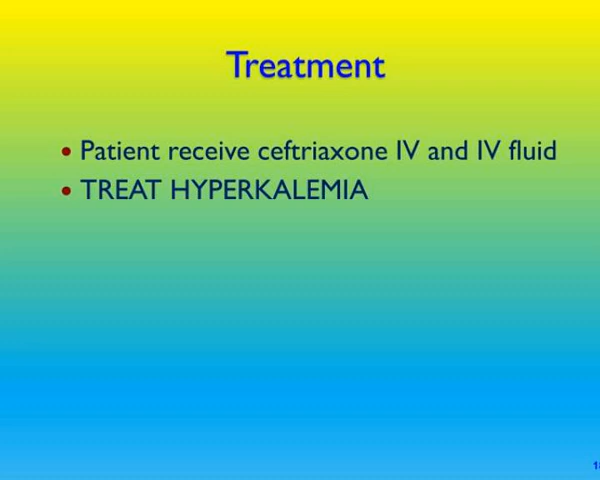 Treatment
• Patient receive ceftriaxone IV and IV fluid
• TREAT HYPERKALEMIA